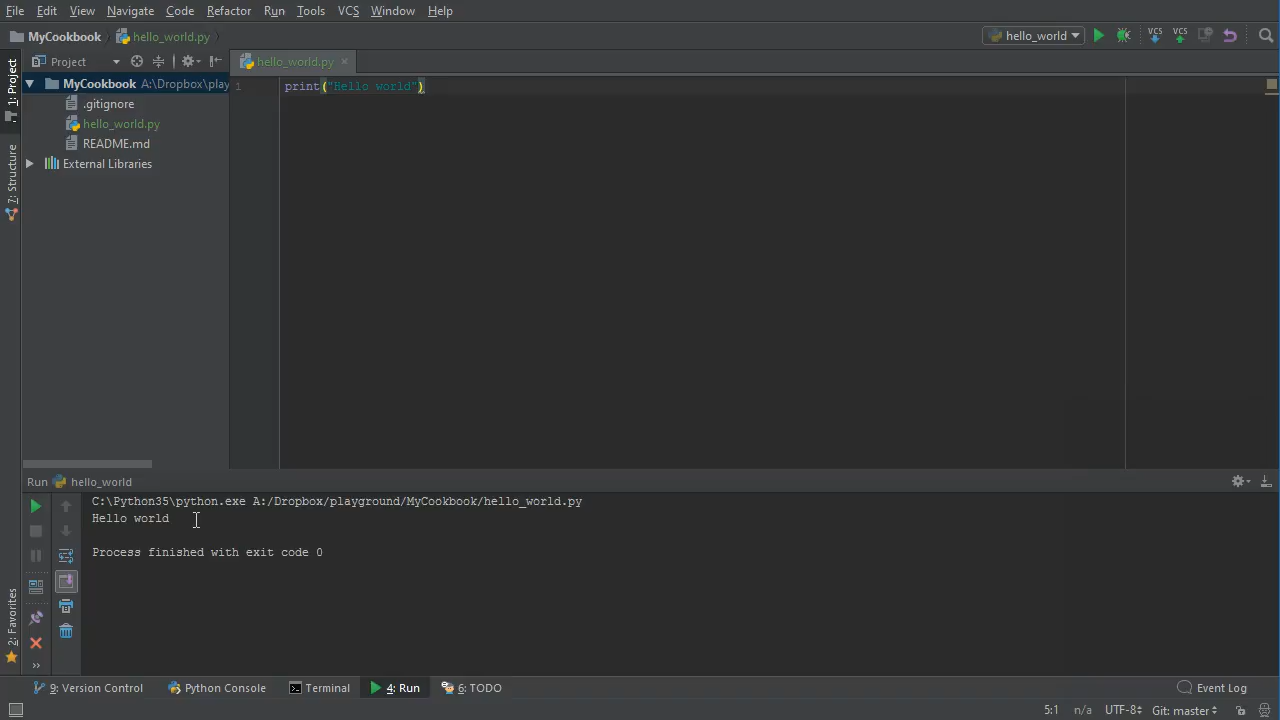 File Edit View Navigate Code Refactor Run Tools VCS Window Help
MyCookbook hello_world.py hello_world VCS VCS
1: Project
Project hello_world.py
MyCookbook A:\Dropbox\play
.gitignore
hello_world.py
README.md
External Libraries
7: Structure
1 print("Hello world")
Run hello_world
C:\Python35\python.exe A:/Dropbox/playground/MyCookbook/hello_world.py
Hello world
Process finished with exit code 0
2: Favorites
9: Version Control Python Console Terminal 4: Run 6: TODO Event Log
5:1 n/a UTF-8 Git: master